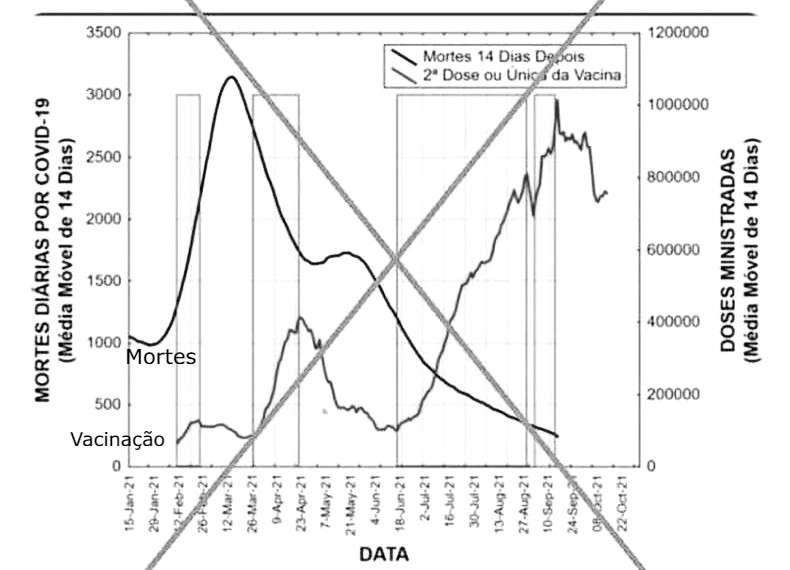 3500
3000
2500
2000
1500
1000
500
0
MORTES DIÁRIAS POR COVID-19
(Média Móvel de 14 Dias)
Mortes 14 Dias Depois
2ª Dose ou Única da Vacina
Mortes
Vacinação
1200000
1000000
800000
600000
400000
200000
0
DOSES MINISTRADAS
(Média Móvel de 14 Dias)
15-Jan-21
29-Jan-21
12-Feb-21
26-Feb-21
12-Mar-21
26-Mar-21
9-Apr-21
23-Apr-21
7-May-21
21-May-21
4-Jun-21
18-Jun-21
2-Jul-21
16-Jul-21
30-Jul-21
13-Aug-21
27-Aug-21
10-Sep-21
24-Sep-21
08-Oct-21
22-Oct-21
DATA